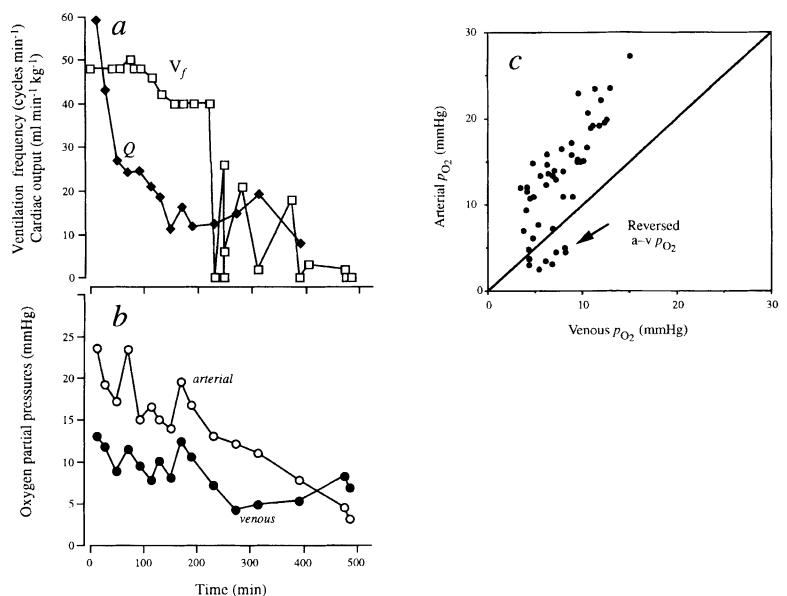 Ventilation frequency (cycles min⁻¹)
Cardiac output (ml min⁻¹ kg⁻¹)
60
50
40
30
20
10
0
a
V_f
Q
Oxygen partial pressures (mmHg)
25
20
15
10
5
0
b
arterial
venous
0 100 200 300 400 500
Time (min)
Arterial p_O₂ (mmHg)
30
20
10
0
c
Reversed
a–v p_O₂
0 10 20 30
Venous p_O₂ (mmHg)